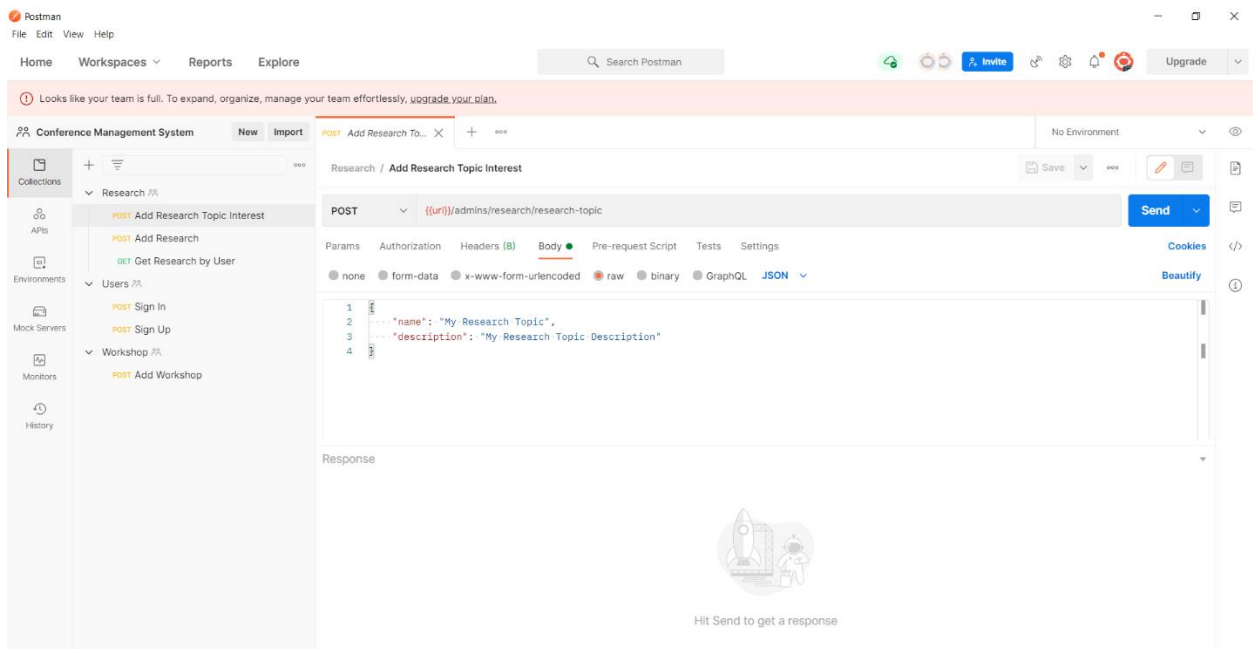 Postman
File Edit View Help
Home Workspaces Reports Explore Search Postman Invite Upgrade
Looks like your team is full. To expand, organize, manage your team effortlessly, upgrade your plan.
Conference Management System New Import POST Add Research To... No Environment
Collections
APIs
Environments
Mock Servers
Monitors
History
Research
POST Add Research Topic Interest
POST Add Research
GET Get Research by User
Users
POST Sign In
POST Sign Up
Workshop
POST Add Workshop
Research / Add Research Topic Interest Save
POST {{url}}/admins/research/research-topic Send
Params Authorization Headers (8) Body Pre-request Script Tests Settings Cookies
none form-data x-www-form-urlencoded raw binary GraphQL JSON Beautify
1 {
2 "name": "My Research Topic",
3 "description": "My Research Topic Description"
4 }
Response
Hit Send to get a response